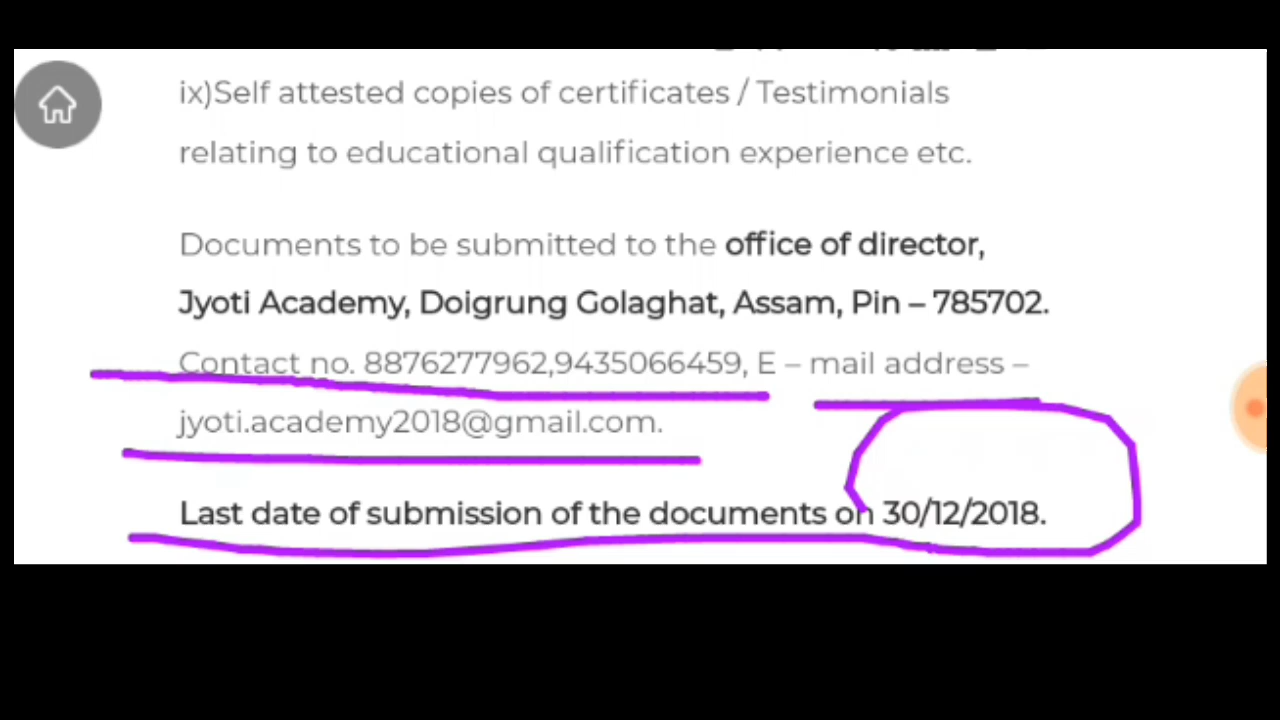 ix)Self attested copies of certificates / Testimonials
relating to educational qualification experience etc.
Documents to be submitted to the office of director,
Jyoti Academy, Doigrung Golaghat, Assam, Pin – 785702.
Contact no. 8876277962,9435066459, E – mail address –
jyoti.academy2018@gmail.com.
Last date of submission of the documents on 30/12/2018.